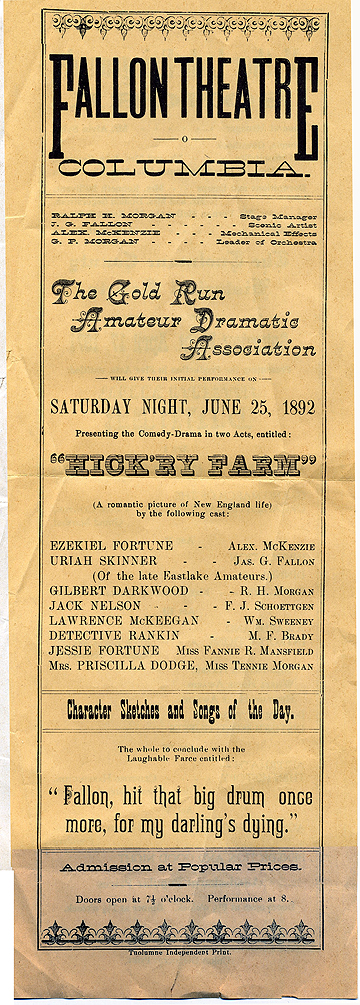 FALLON THEATRE
o
COLUMBIA.
RALPH H. MORGAN - - - Stage Manager
J. G. FALLON - - - - - Scenic Artist
ALEX. McKENZIE - - - Mechanical Effects
G. P. MORGAN - - - - Leader of Orchestra
The Gold Run
Amateur Dramatic
Association
WILL GIVE THEIR INITIAL PERFORMANCE ON
SATURDAY NIGHT, JUNE 25, 1892
Presenting the Comedy-Drama in two Acts, entitled:
"HICK'RY FARM"
(A romantic picture of New England life)
by the following cast:
EZEKIEL FORTUNE - ALEX. McKENZIE
URIAH SKINNER - - JAS. G. FALLON
(Of the late Eastlake Amateurs.)
GILBERT DARKWOOD - - R. H. MORGAN
JACK NELSON - - F. J. SCHOETTGEN
LAWRENCE McKEEGAN - WM. SWEENEY
DETECTIVE RANKIN - M. F. BRADY
JESSIE FORTUNE MISS FANNIE R. MANSFIELD
MRS. PRISCILLA DODGE, MISS TENNIE MORGAN
Character Sketches and Songs of the Day.
The whole to conclude with the
Laughable Farce entitled:
"Fallon, hit that big drum once
more, for my darling's dying."
Admission at Popular Prices.
Doors open at 7½ o'clock. Performance at 8.
Tuolumne Independent Print.